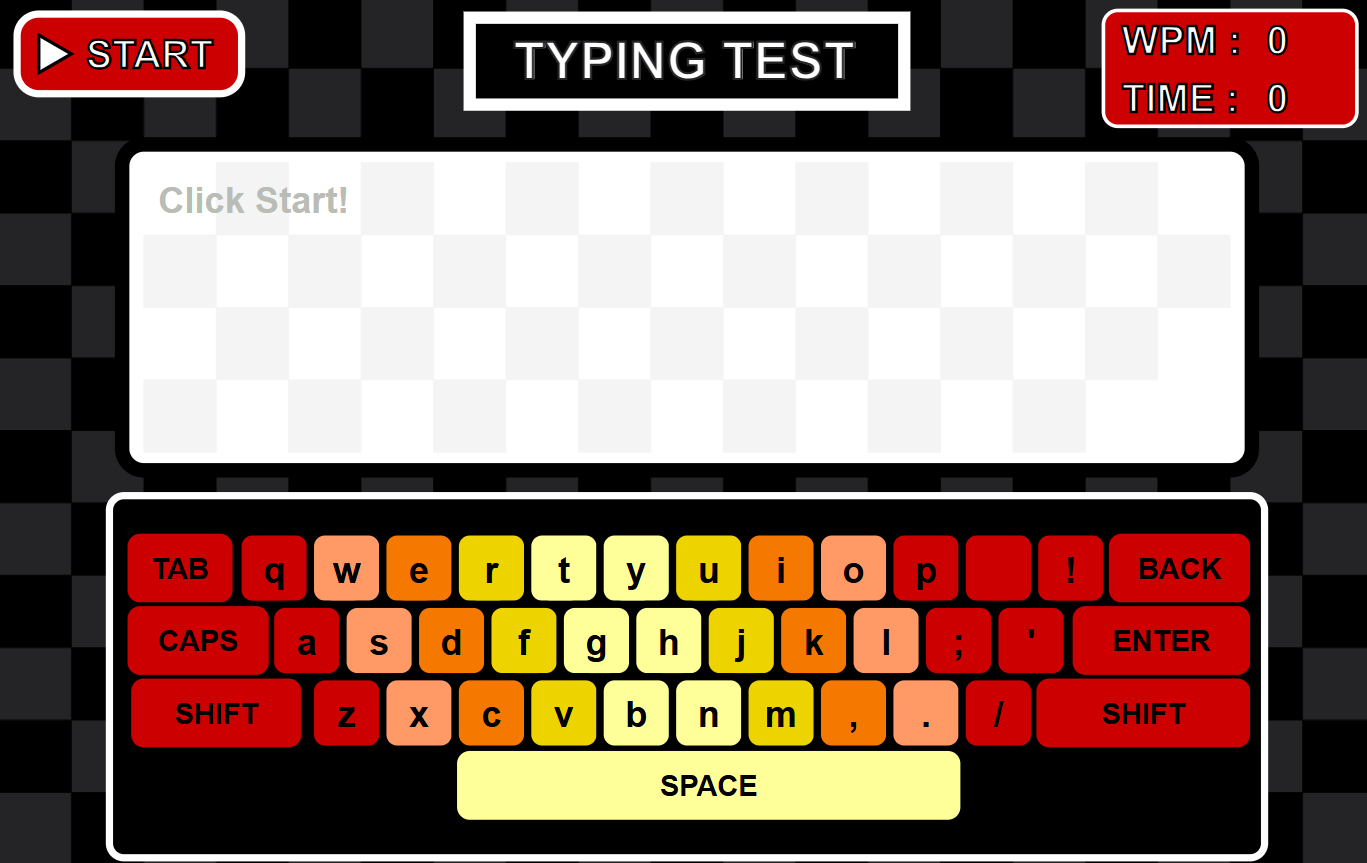 START
TYPING TEST
WPM : 0
TIME : 0
Click Start!
TAB q w e r t y u i o p ! BACK
CAPS a s d f g h j k l ; ' ENTER
SHIFT z x c v b n m , . / SHIFT
SPACE